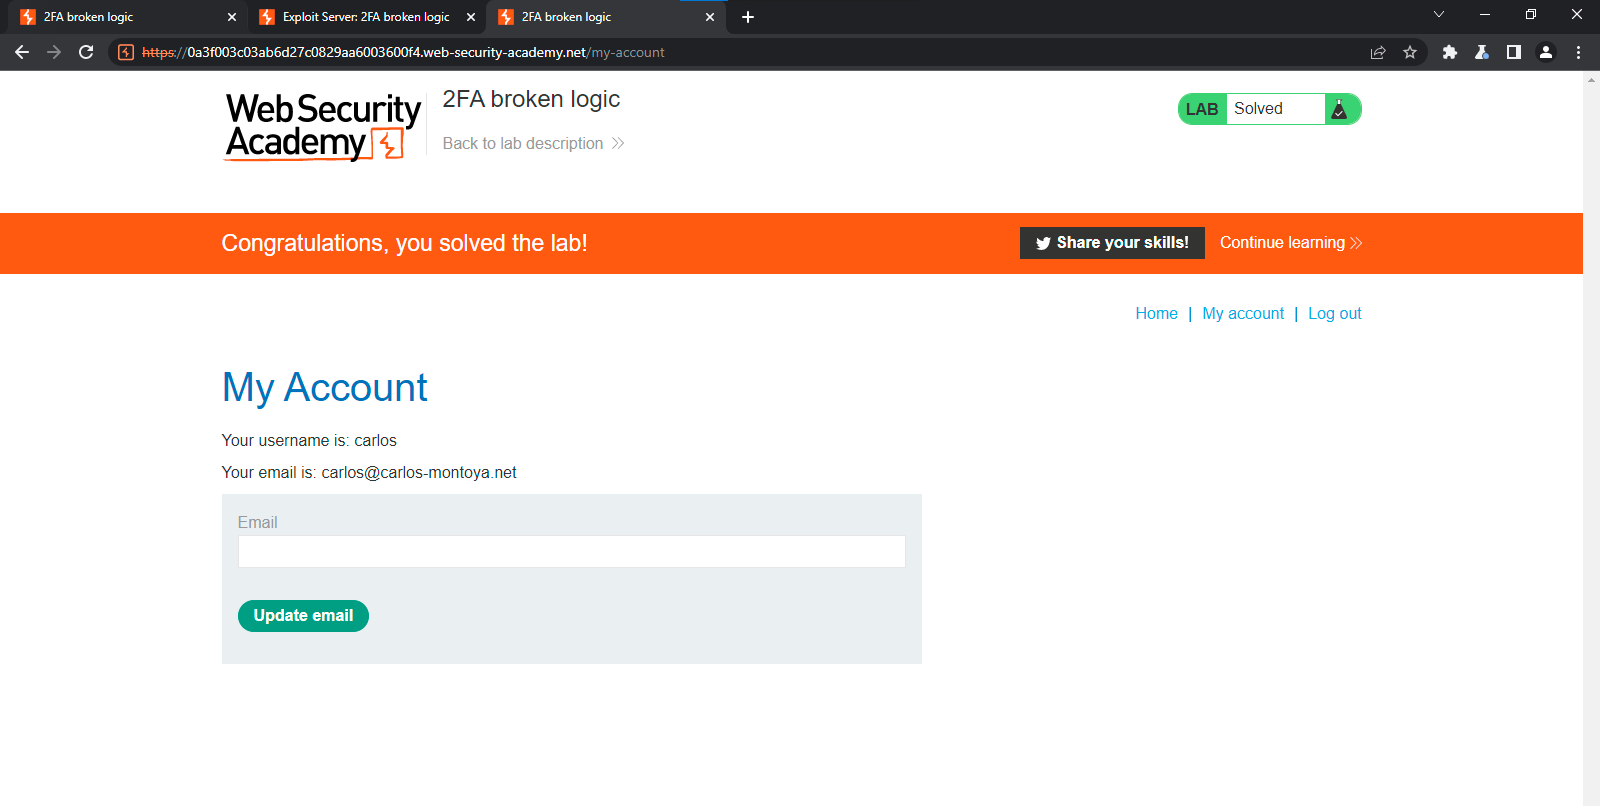 2FA broken logic
Exploit Server: 2FA broken logic
2FA broken logic
https://0a3f003c03ab6d27c0829aa6003600f4.web-security-academy.net/my-account
Web Security
Academy
2FA broken logic
Back to lab description
LAB Solved
Congratulations, you solved the lab!
Share your skills!
Continue learning
Home | My account | Log out
My Account
Your username is: carlos
Your email is: carlos@carlos-montoya.net
Email
Update email